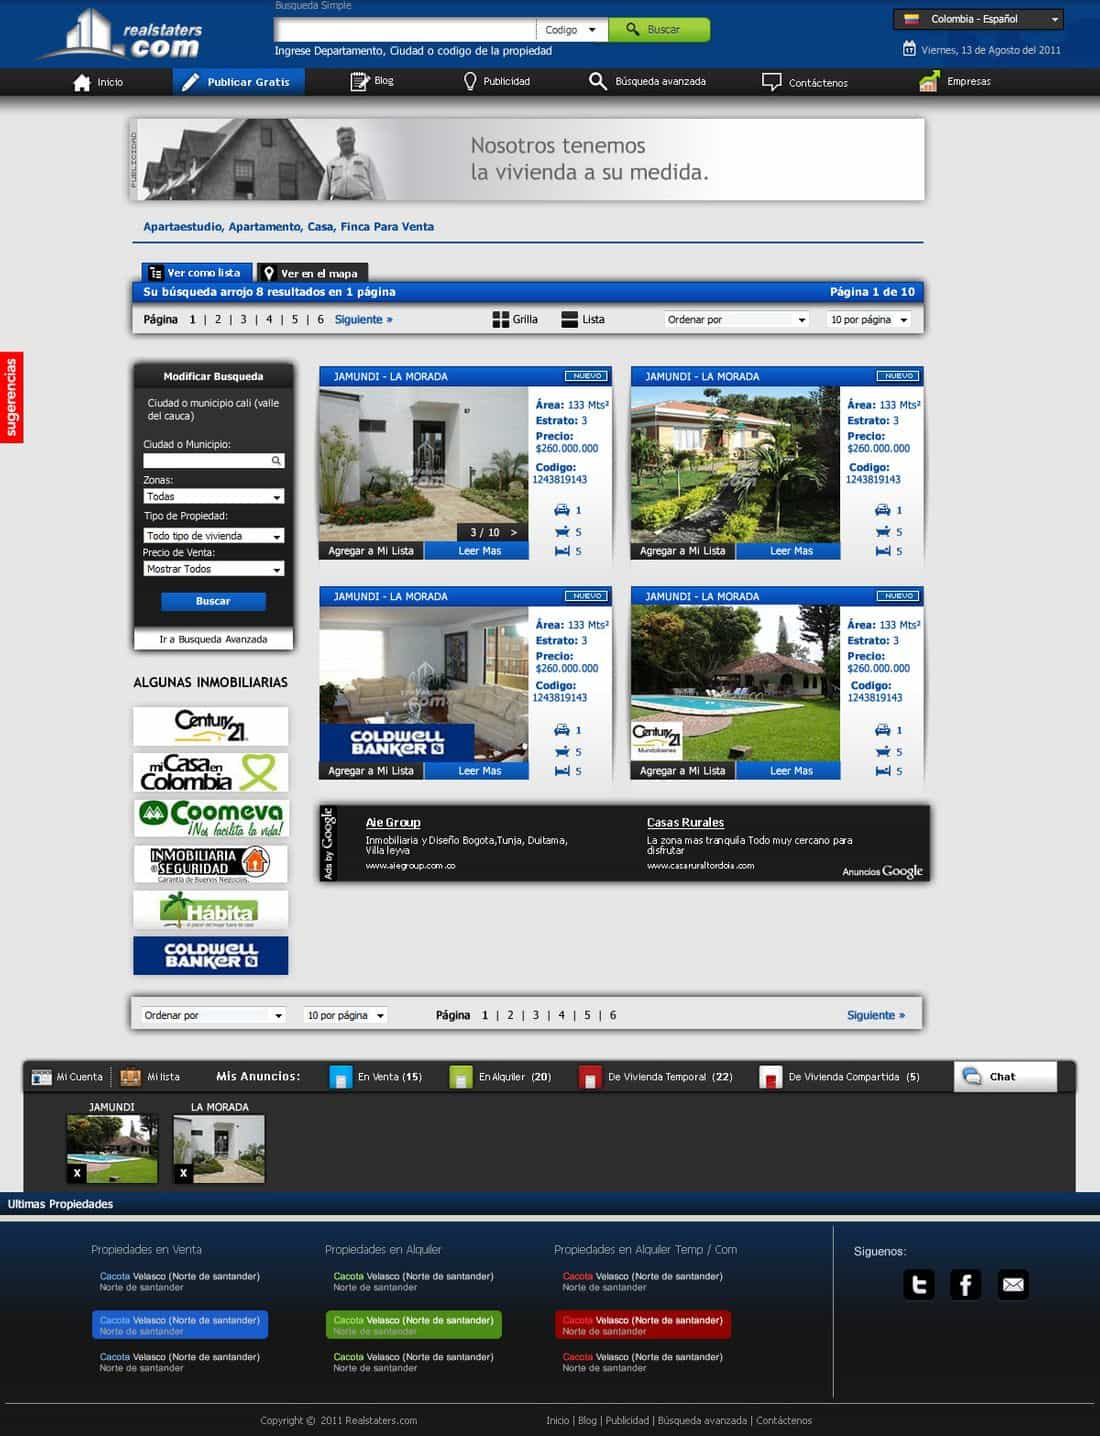 realstaters
.com
Busqueda Simple
Codigo
Buscar
Ingrese Departamento, Ciudad o codigo de la propiedad
Colombia - Español
Viernes, 13 de Agosto del 2011
Inicio
Publicar Gratis
Blog
Publicidad
Búsqueda avanzada
Contáctenos
Empresas
PUBLICIDAD
Nosotros tenemos
la vivienda a su medida.
Apartaestudio, Apartamento, Casa, Finca Para Venta
Ver como lista
Ver en el mapa
Su búsqueda arrojo 8 resultados en 1 página
Página 1 de 10
Página 1 | 2 | 3 | 4 | 5 | 6 Siguiente »
Grilla
Lista
Ordenar por
10 por página
sugerencias
Modificar Busqueda
Ciudad o municipio cali (valle
del cauca)
Ciudad o Municipio:
Zonas:
Todas
Tipo de Propiedad:
Todo tipo de vivienda
Precio de Venta:
Mostrar Todos
Buscar
Ir a Busqueda Avanzada
JAMUNDI - LA MORADA
NUEVO
Área: 133 Mts²
Estrato: 3
Precio:
$260.000.000
Codigo:
1243819143
1
5
5
3 / 10 >
Agregar a Mi Lista
Leer Mas
JAMUNDI - LA MORADA
NUEVO
Área: 133 Mts²
Estrato: 3
Precio:
$260.000.000
Codigo:
1243819143
1
5
5
Agregar a Mi Lista
Leer Mas
JAMUNDI - LA MORADA
NUEVO
Área: 133 Mts²
Estrato: 3
Precio:
$260.000.000
Codigo:
1243819143
1
5
5
COLDWELL
BANKER
Agregar a Mi Lista
Leer Mas
JAMUNDI - LA MORADA
NUEVO
Área: 133 Mts²
Estrato: 3
Precio:
$260.000.000
Codigo:
1243819143
1
5
5
Century
21
Agregar a Mi Lista
Leer Mas
ALGUNAS INMOBILIARIAS
Century
21
mi Casa en
Colombia
Coomeva
¡Nos facilita la vida!
INMOBILIARIA
SEGURIDAD
Garantía de Buenos Negocios.
Hábita
COLDWELL
BANKER
Ads by Google
Aie Group
Inmobiliaria y Diseño Bogota,Tunja, Duitama,
Villa leyva
www.aiegroup.com.co
Casas Rurales
La zona mas tranquila Todo muy cercano para
disfrutar
www.casaruraltordoia.com
Anuncios Google
Ordenar por
10 por página
Página 1 | 2 | 3 | 4 | 5 | 6
Siguiente »
Mi Cuenta
Mi lista
Mis Anuncios:
En Venta (15)
En Alquiler (20)
De Vivienda Temporal (22)
De Vivienda Compartida (5)
Chat
JAMUNDI
X
LA MORADA
X
Ultimas Propiedades
Propiedades en Venta
Cacota Velasco (Norte de santander)
Norte de santander
Cacota Velasco (Norte de santander)
Norte de santander
Cacota Velasco (Norte de santander)
Norte de santander
Propiedades en Alquiler
Cacota Velasco (Norte de santander)
Norte de santander
Cacota Velasco (Norte de santander)
Norte de santander
Cacota Velasco (Norte de santander)
Norte de santander
Propiedades en Alquiler Temp / Com
Cacota Velasco (Norte de santander)
Norte de santander
Cacota Velasco (Norte de santander)
Norte de santander
Cacota Velasco (Norte de santander)
Norte de santander
Siguenos:
Copyright © 2011 Realstaters.com
Inicio | Blog | Publicidad | Búsqueda avanzada | Contáctenos